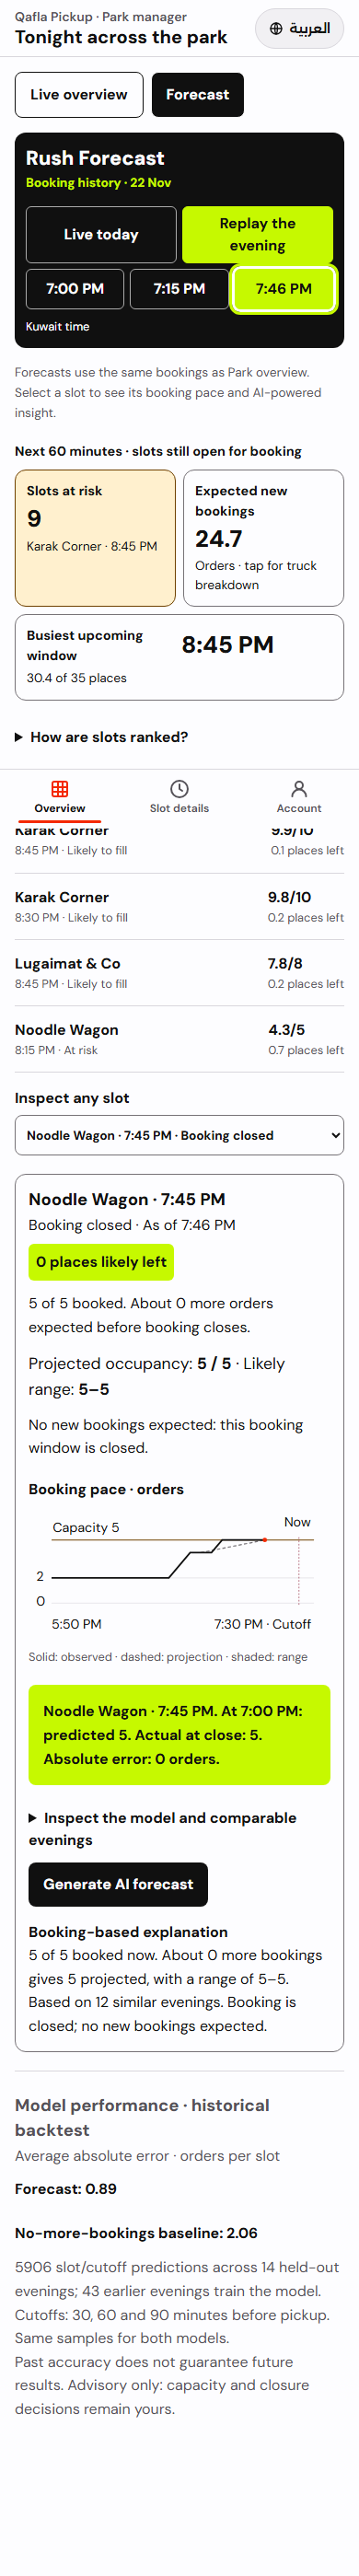 Qafla Pickup · Park manager
Tonight across the park
العربية
Live overview
Forecast
Rush Forecast
Booking history · 22 Nov
Live today
Replay the
evening
7:00 PM
7:15 PM
7:46 PM
Kuwait time
Forecasts use the same bookings as Park overview.
Select a slot to see its booking pace and AI-powered
insight.
Next 60 minutes · slots still open for booking
Slots at risk
9
Karak Corner · 8:45 PM
Expected new
bookings
24.7
Orders · tap for truck
breakdown
Busiest upcoming
window
30.4 of 35 places
8:45 PM
How are slots ranked?
Overview
Slot details
Account
Karak Corner
9.9/10
8:45 PM · Likely to fill
0.1 places left
Karak Corner
9.8/10
8:30 PM · Likely to fill
0.2 places left
Lugaimat & Co
7.8/8
8:45 PM · Likely to fill
0.2 places left
Noodle Wagon
4.3/5
8:15 PM · At risk
0.7 places left
Inspect any slot
Noodle Wagon · 7:45 PM · Booking closed
Noodle Wagon · 7:45 PM
Booking closed · As of 7:46 PM
0 places likely left
5 of 5 booked. About 0 more orders
expected before booking closes.
Projected occupancy: 5 / 5 · Likely
range: 5–5
No new bookings expected: this booking
window is closed.
Booking pace · orders
Capacity 5
Now
2
0
5:50 PM
7:30 PM · Cutoff
Solid: observed · dashed: projection · shaded: range
Noodle Wagon · 7:45 PM. At 7:00 PM:
predicted 5. Actual at close: 5.
Absolute error: 0 orders.
Inspect the model and comparable
evenings
Generate AI forecast
Booking-based explanation
5 of 5 booked now. About 0 more bookings
gives 5 projected, with a range of 5–5.
Based on 12 similar evenings. Booking is
closed; no new bookings expected.
Model performance · historical
backtest
Average absolute error · orders per slot
Forecast: 0.89
No-more-bookings baseline: 2.06
5906 slot/cutoff predictions across 14 held-out
evenings; 43 earlier evenings train the model.
Cutoffs: 30, 60 and 90 minutes before pickup.
Same samples for both models.
Past accuracy does not guarantee future
results. Advisory only: capacity and closure
decisions remain yours.